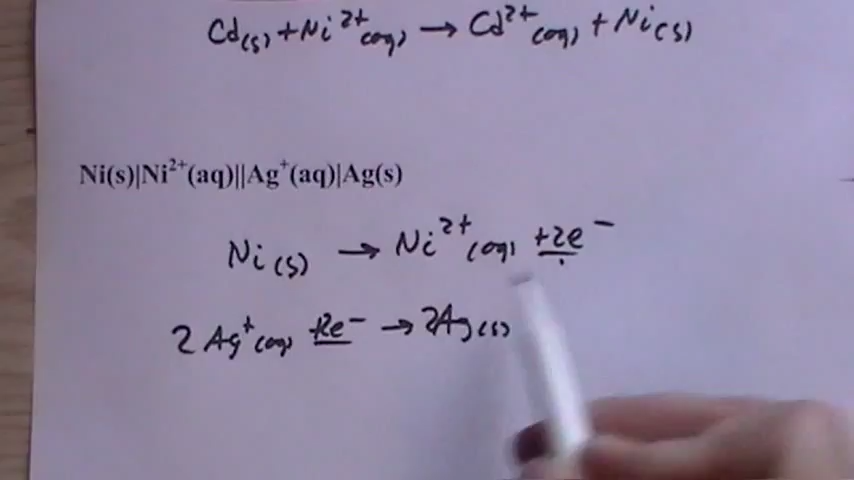 Cd(s) + Ni²⁺(aq) → Cd²⁺(aq) + Ni(s)
Ni(s)|Ni²⁺(aq)||Ag⁺(aq)|Ag(s)
Ni(s) → Ni²⁺(aq) +2e⁻
2Ag⁺(aq) +2e⁻ → 2Ag(s)